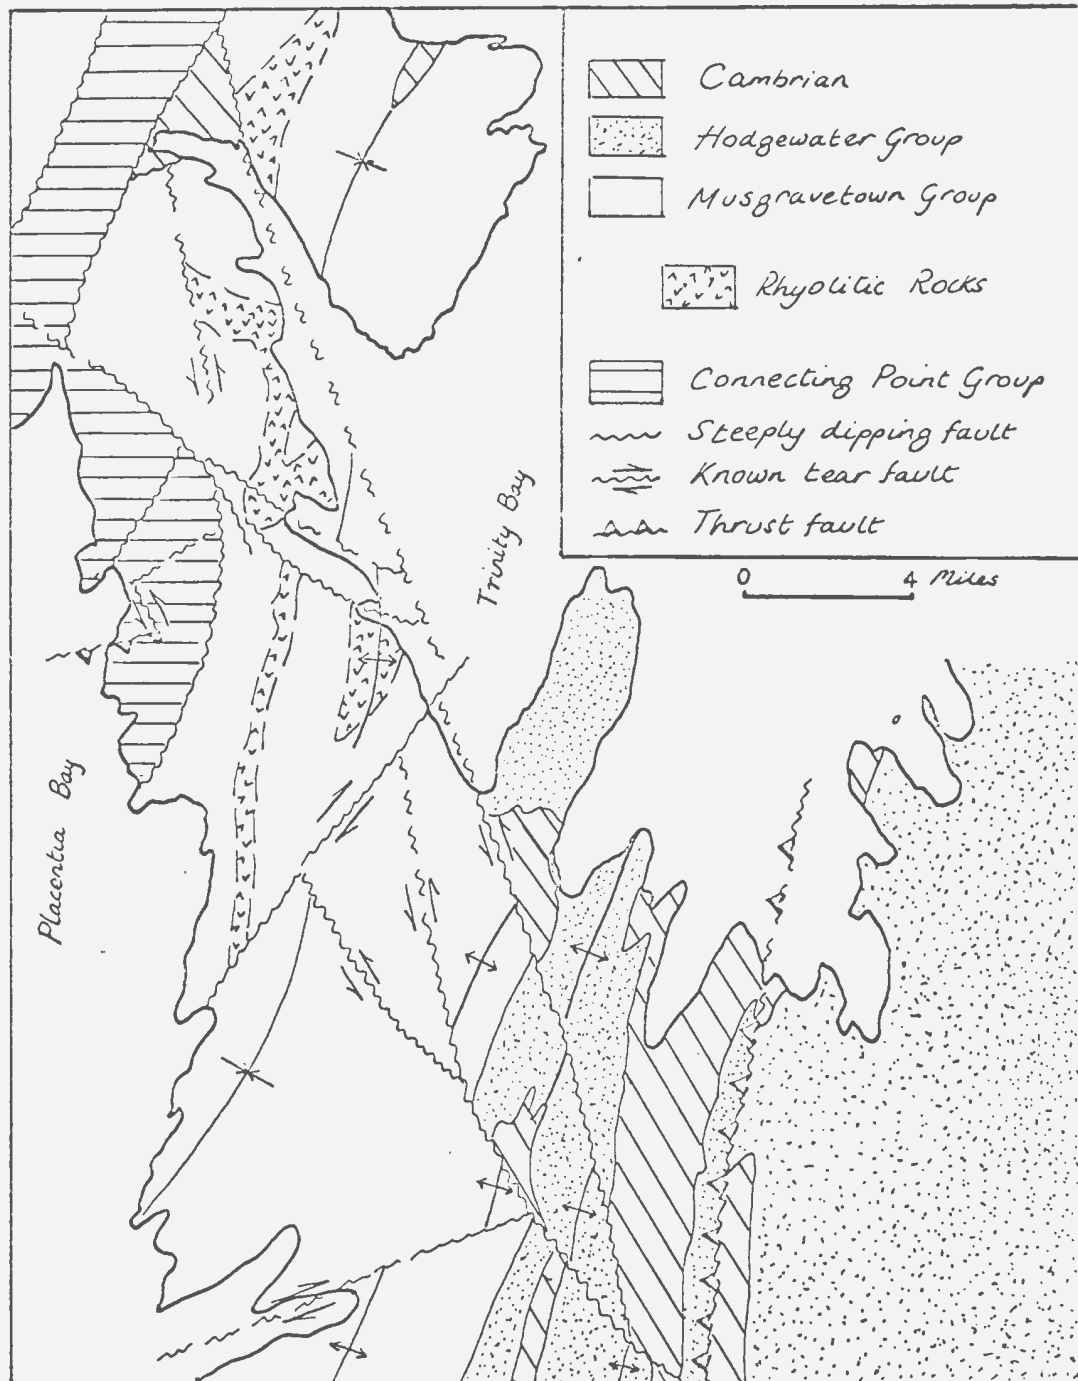 Cambrian
Hodgewater Group
Musgravetown Group
Rhyolitic Rocks
Connecting Point Group
Steeply dipping fault
Known tear fault
Thrust fault
0 4 Miles
Trinity Bay
Placentia Bay